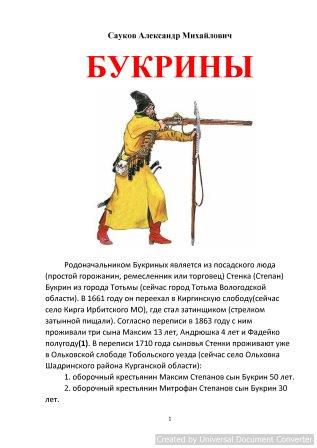 Сауков Александр Михайлович
БУКРИНЫ
Родоначальником Букриных является из посадского люда
(простой горожанин, ремесленник или торговец) Стенка (Степан)
Букрин из города Тотьмы (сейчас город Тотьма Вологодской
области). В 1661 году он переехал в Киргинскую слободу(сейчас
село Кирга Ирбитского МО), где стал затинщиком (стрелком
затынной пищали). Согласно переписи в 1863 году с ним
проживали три сына Максим 13 лет, Андрюшка 4 лет и Фадейко
полугоду(1). В переписи 1710 года сыновья Стенки проживают уже
в Ольховской слободе Тобольского уезда (сейчас село Ольховка
Шадринского района Курганской области):
1. оборочный крестьянин Максим Степанов сын Букрин 50 лет.
2. оборочный крестьянин Митрофан Степанов сын Букрин 30
лет.
1
Created by Universal Document Converter